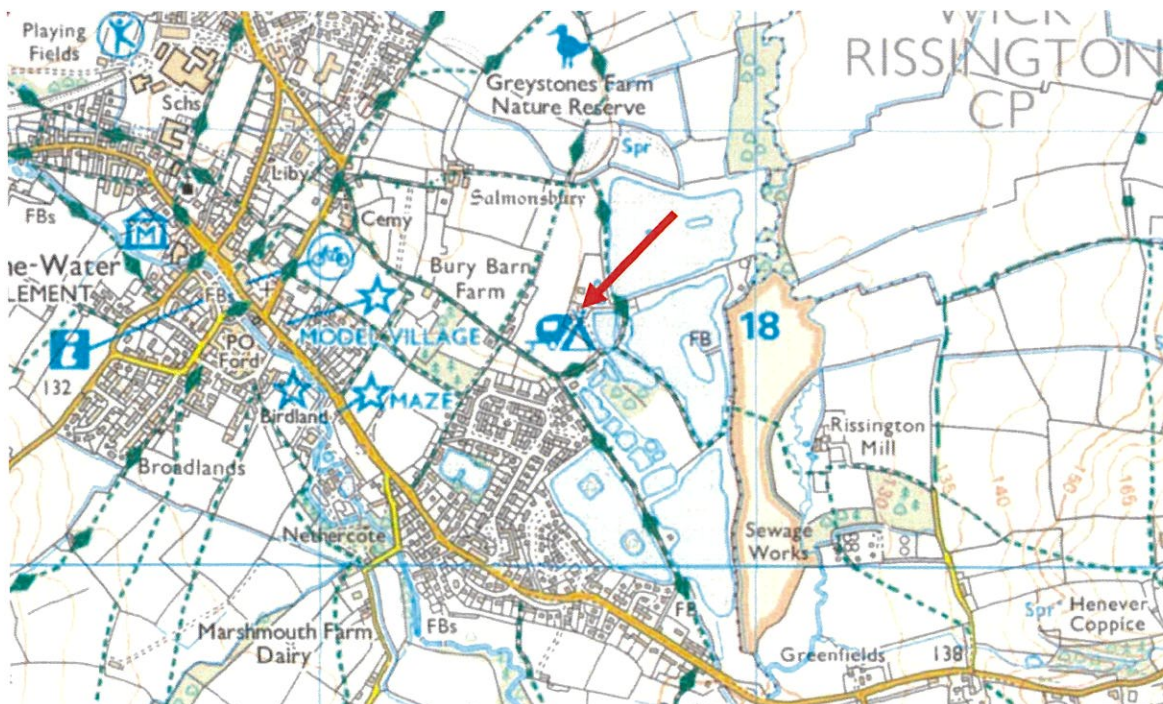 Playing
Fields
Schs
WICK
RISSINGTON
CP
Greystones Farm
Nature Reserve
Spr
Liby
Salmonsbury
FBs
Cemy
M
ne-Water
LEMENT
Bury Barn
Farm
FBs
MODEL VILLAGE
PO
Ford
i
132
FB
18
MAZE
Birdland
Rissington
Mill
Broadlands
130
135
140
150
165
Sewage
Works
Nethercote
FB
Spr
Henever
Coppice
Marshmouth Farm
Dairy
FBs
Greenfields
138